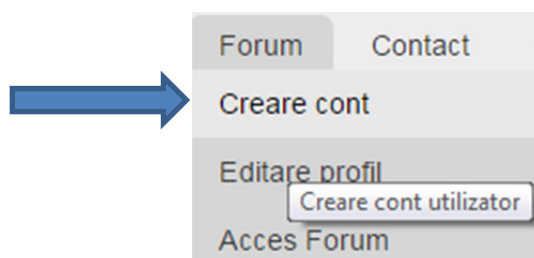 Forum Contact
Creare cont
Editare profil
Creare cont utilizator
Acces Forum